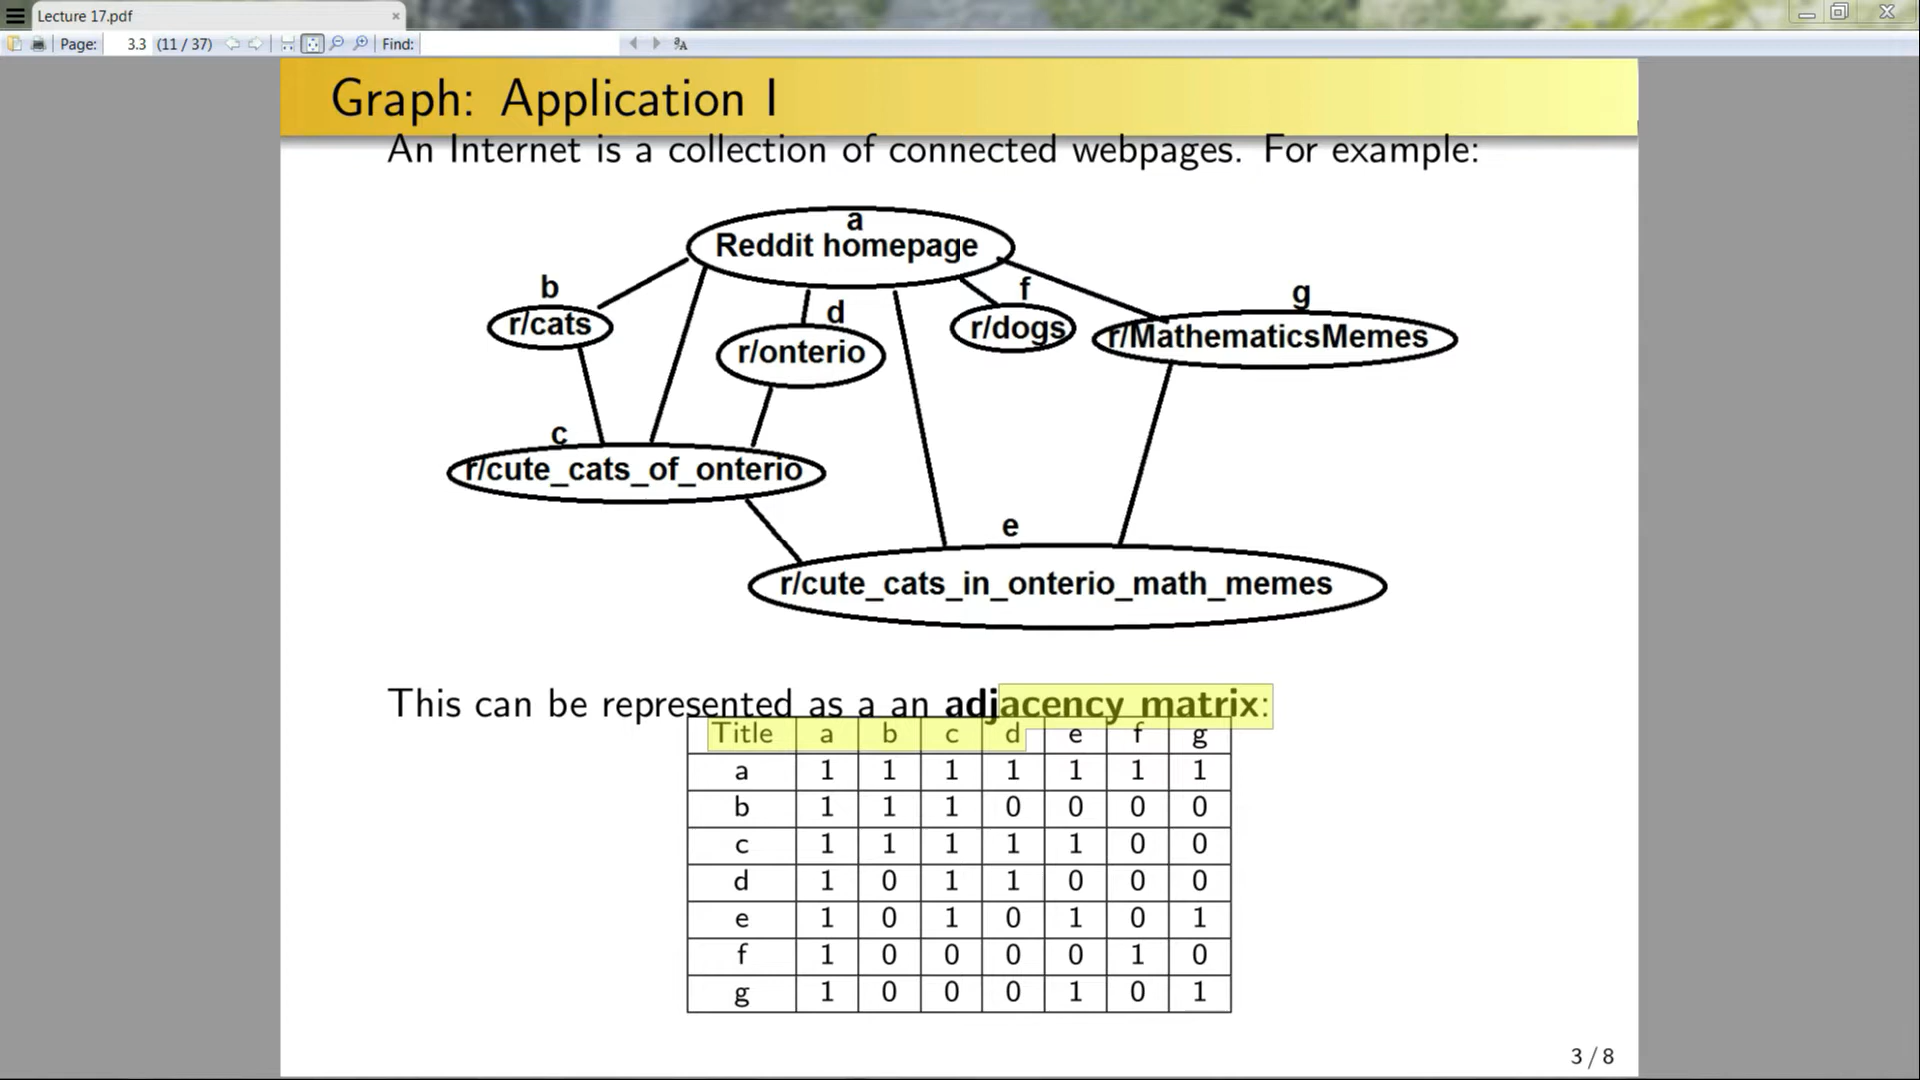 Lecture 17.pdf
Page: 3.3 (11 / 37) Find:
Graph: Application I
An Internet is a collection of connected webpages. For example:
a
Reddit homepage
b
r/cats
d
r/onterio
f
r/dogs
g
r/MathematicsMemes
c
r/cute_cats_of_onterio
e
r/cute_cats_in_onterio_math_memes
This can be represented as a an adjacency matrix:
Title a b c d e f g
a 1 1 1 1 1 1 1
b 1 1 1 0 0 0 0
c 1 1 1 1 1 0 0
d 1 0 1 1 0 0 0
e 1 0 1 0 1 0 1
f 1 0 0 0 0 1 0
g 1 0 0 0 1 0 1
3 / 8